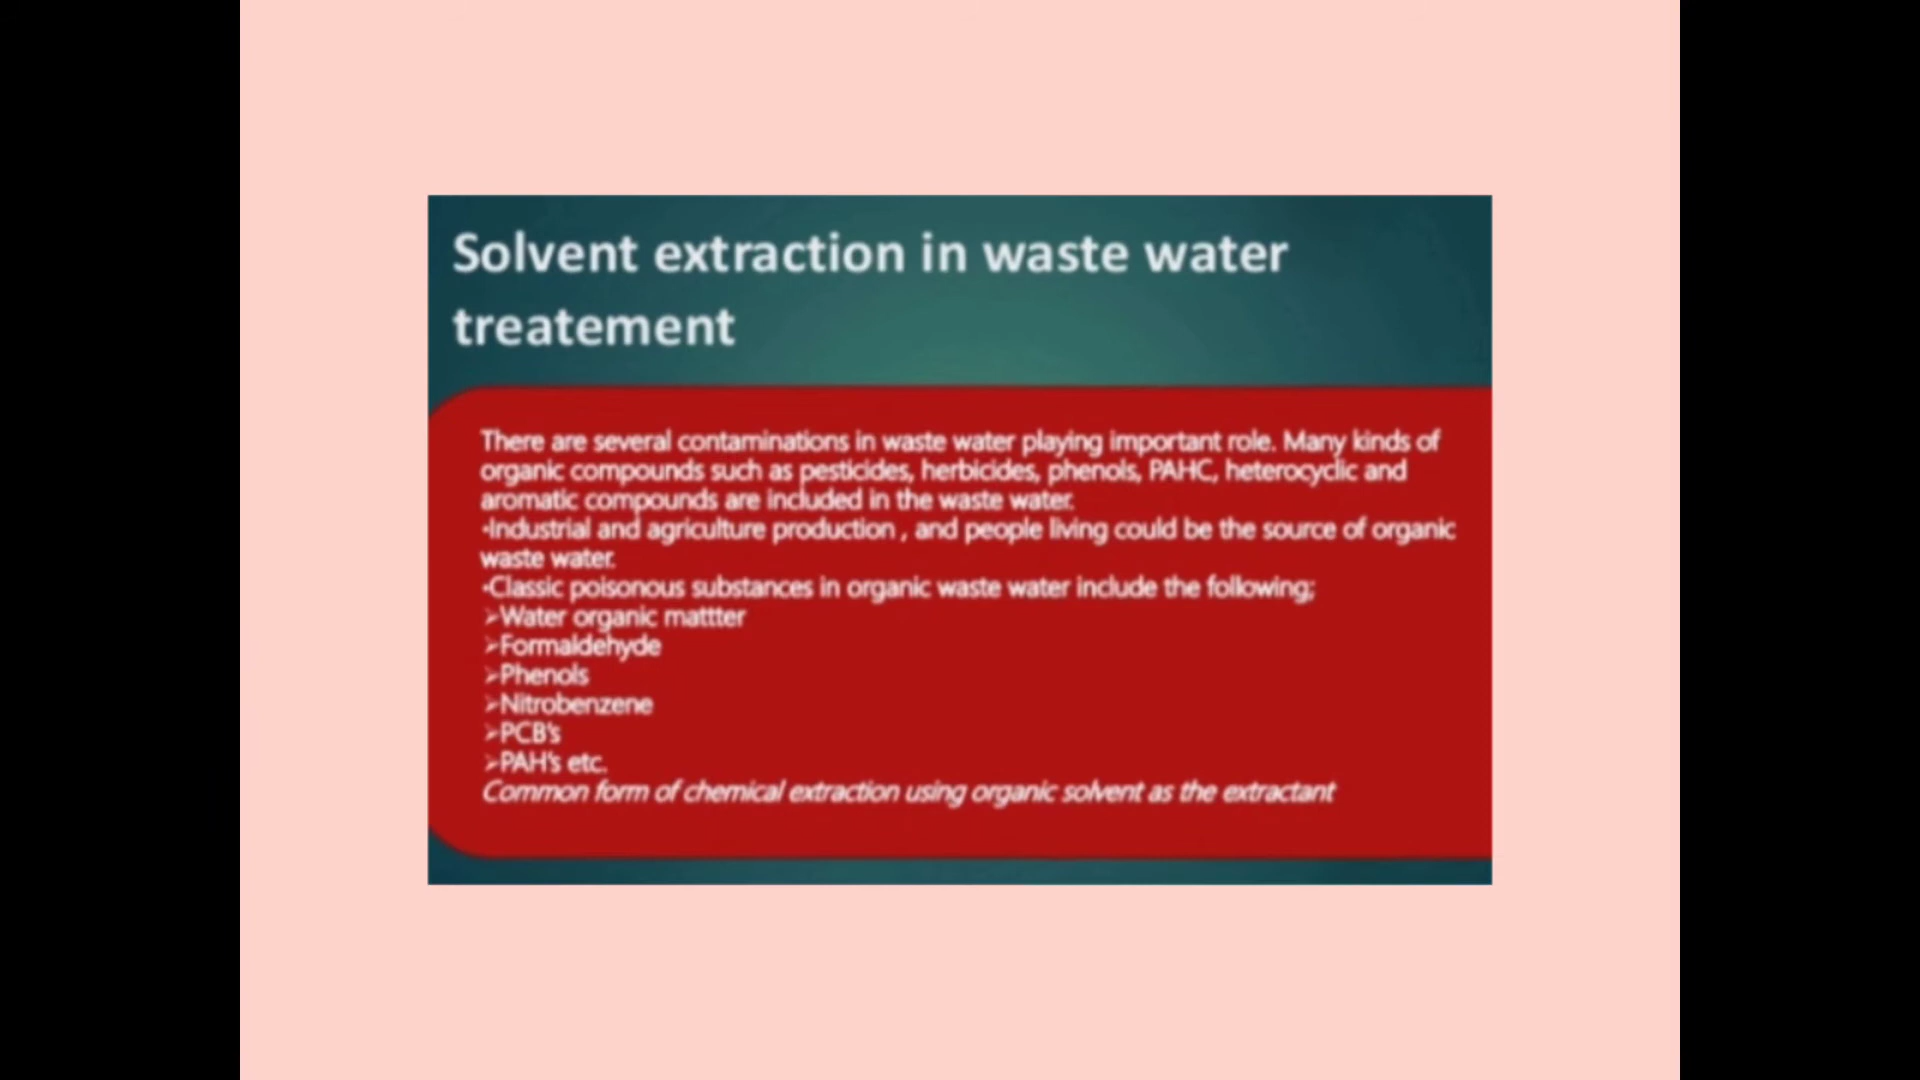 Solvent extraction in waste water
treatement
There are several contaminations in waste water playing important role. Many kinds of
organic compounds such as pesticides, herbicides, phenols, PAHC, heterocyclic and
aromatic compounds are included in the waste water.
•Industrial and agriculture production , and people living could be the source of organic
waste water.
•Classic poisonous substances in organic waste water include the following;
➢Water organic mattter
➢Formaldehyde
➢Phenols
➢Nitrobenzene
➢PCB's
➢PAH's etc.
Common form of chemical extraction using organic solvent as the extractant